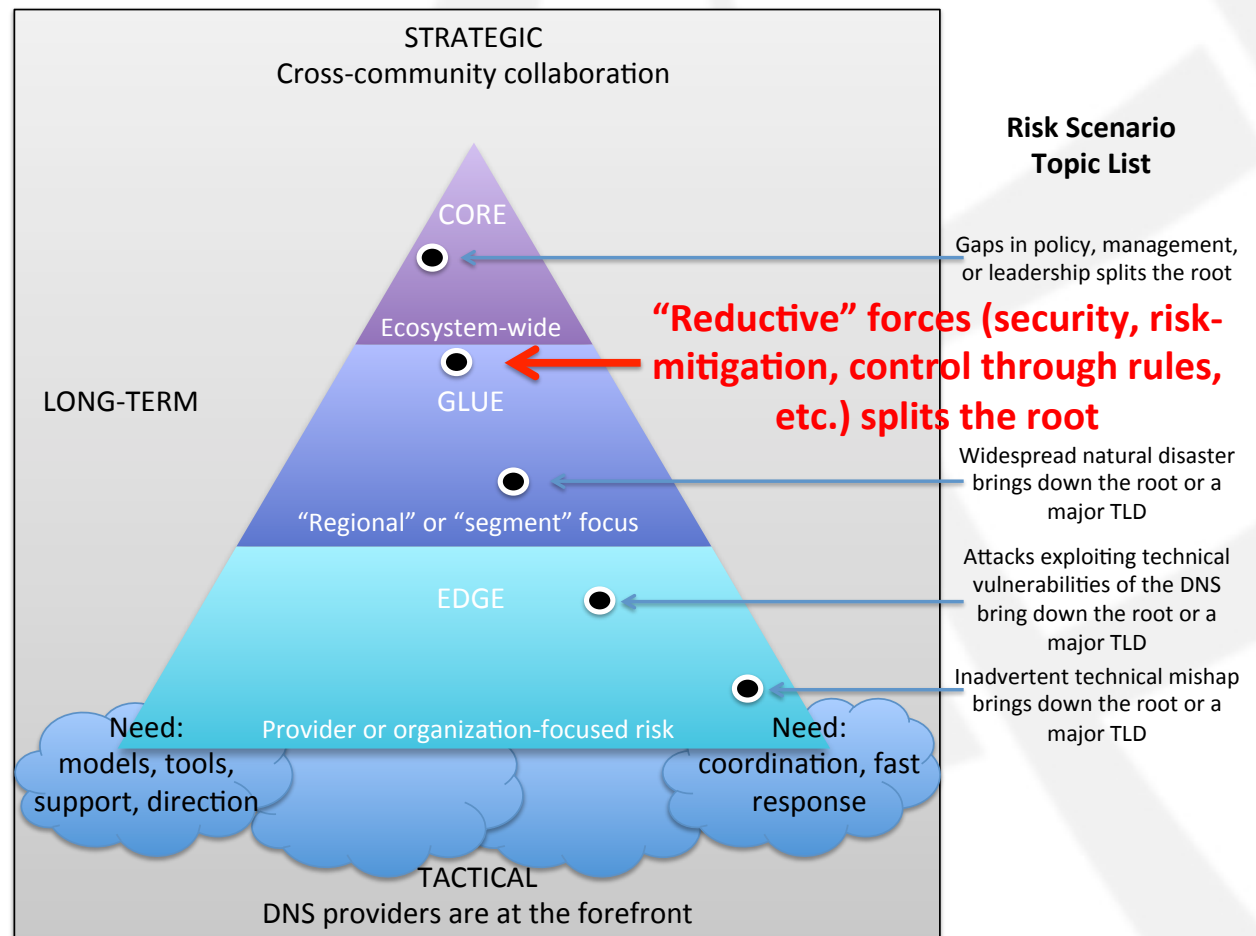 STRATEGIC
Cross-community collaboration
Risk Scenario
Topic List
CORE
Gaps in policy, management,
or leadership splits the root
Ecosystem-wide
“Reductive” forces (security, risk-
mitigation, control through rules,
etc.) splits the root
LONG-TERM
GLUE
Widespread natural disaster
brings down the root or a
major TLD
“Regional” or “segment” focus
Attacks exploiting technical
vulnerabilities of the DNS
bring down the root or a
major TLD
EDGE
Inadvertent technical mishap
brings down the root or a
major TLD
Provider or organization-focused risk
Need:
models, tools,
support, direction
Need:
coordination, fast
response
TACTICAL
DNS providers are at the forefront